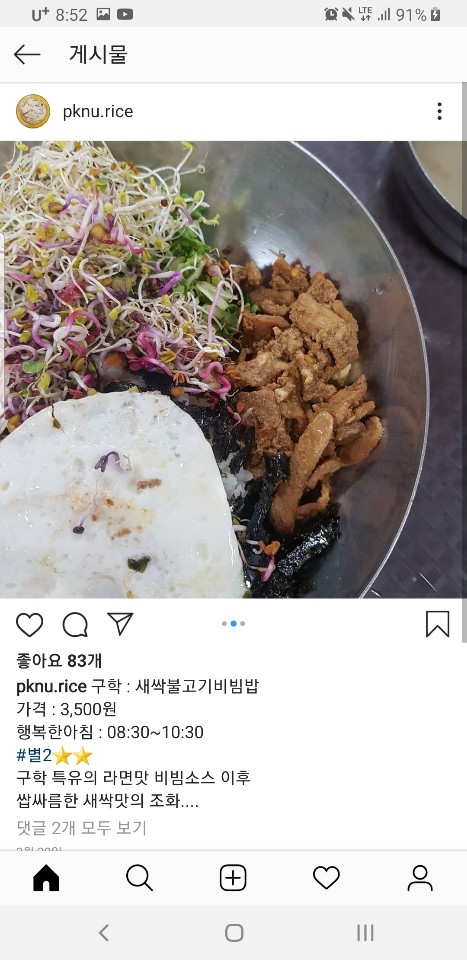 U+ 8:52 LTE 91%
게시물
pknu.rice
좋아요 83개
pknu.rice 구학 : 새싹불고기비빔밥
가격 : 3,500원
행복한아침 : 08:30~10:30
#별2⭐⭐
구학 특유의 라면맛 비빔소스 이후
쌉싸름한 새싹맛의 조화....
댓글 2개 모두 보기